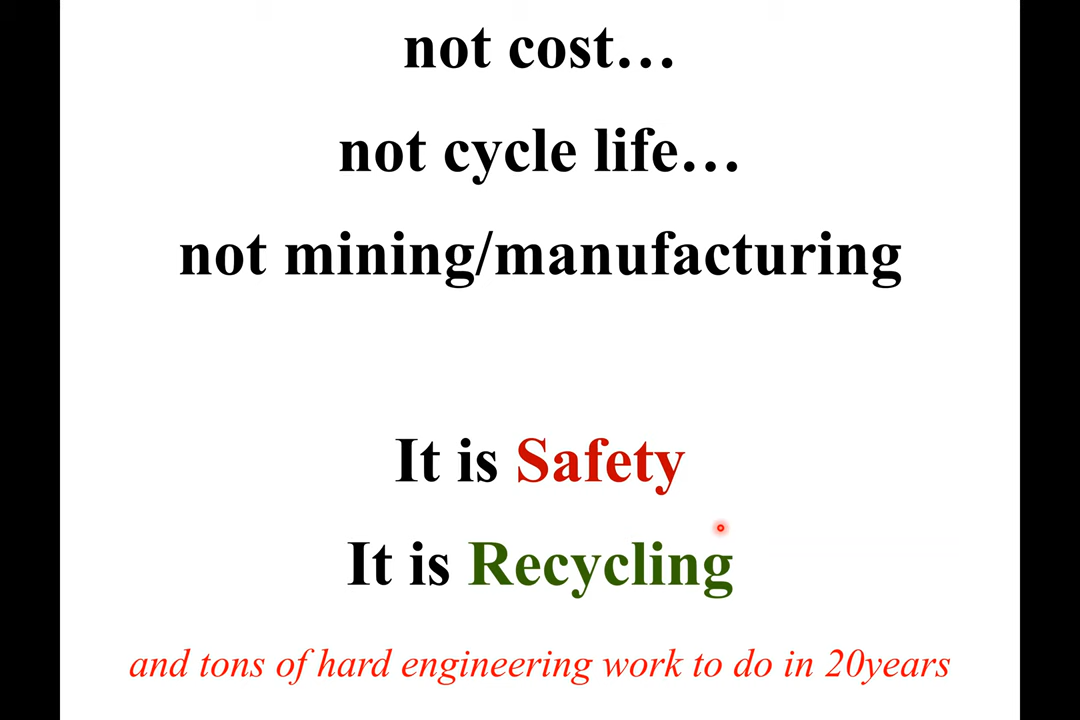 not cost…
not cycle life…
not mining/manufacturing
It is Safety
It is Recycling
and tons of hard engineering work to do in 20years